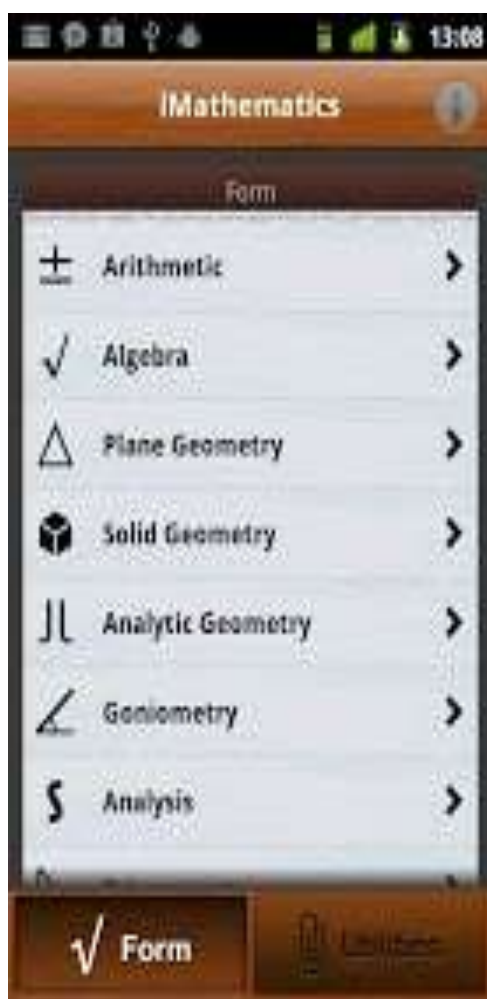 13:08
iMathematics
Form
Arithmetic
Algebra
Plane Geometry
Solid Geometry
Analytic Geometry
Goniometry
Analysis
Form